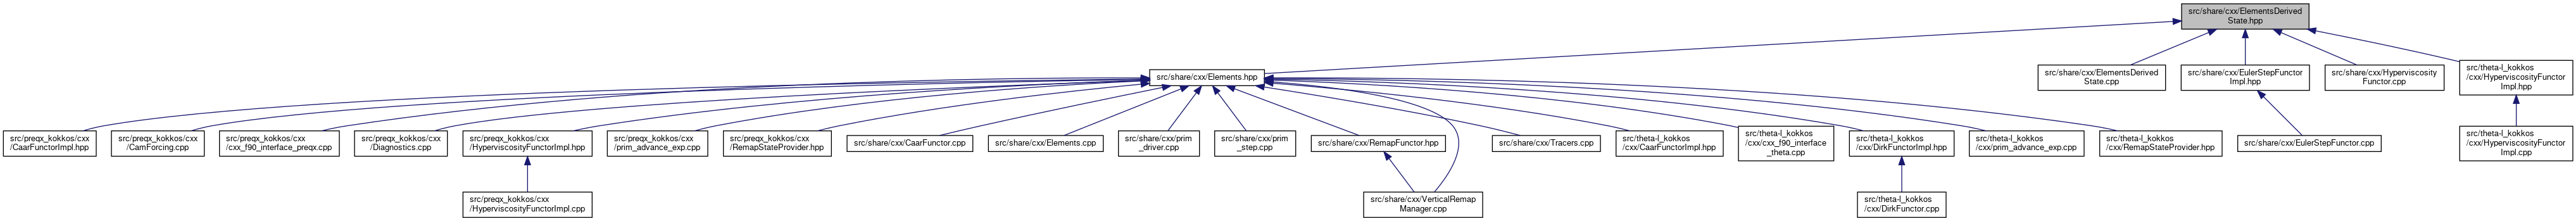 src/share/cxx/ElementsDerived
State.hpp
src/share/cxx/Elements.hpp
src/share/cxx/ElementsDerived
State.cpp
src/share/cxx/EulerStepFunctor
Impl.hpp
src/share/cxx/Hyperviscosity
Functor.cpp
src/theta-l_kokkos
/cxx/HyperviscosityFunctor
Impl.hpp
src/preqx_kokkos/cxx
/CaarFunctorImpl.hpp
src/preqx_kokkos/cxx
/CamForcing.cpp
src/preqx_kokkos/cxx
/cxx_f90_interface_preqx.cpp
src/preqx_kokkos/cxx
/Diagnostics.cpp
src/preqx_kokkos/cxx
/HyperviscosityFunctorImpl.hpp
src/preqx_kokkos/cxx
/prim_advance_exp.cpp
src/preqx_kokkos/cxx
/RemapStateProvider.hpp
src/share/cxx/CaarFunctor.cpp
src/share/cxx/Elements.cpp
src/share/cxx/prim
_driver.cpp
src/share/cxx/prim
_step.cpp
src/share/cxx/RemapFunctor.hpp
src/share/cxx/Tracers.cpp
src/theta-l_kokkos
/cxx/CaarFunctorImpl.hpp
src/theta-l_kokkos
/cxx/cxx_f90_interface
_theta.cpp
src/theta-l_kokkos
/cxx/DirkFunctorImpl.hpp
src/theta-l_kokkos
/cxx/prim_advance_exp.cpp
src/theta-l_kokkos
/cxx/RemapStateProvider.hpp
src/share/cxx/EulerStepFunctor.cpp
src/theta-l_kokkos
/cxx/HyperviscosityFunctor
Impl.cpp
src/preqx_kokkos/cxx
/HyperviscosityFunctorImpl.cpp
src/share/cxx/VerticalRemap
Manager.cpp
src/theta-l_kokkos
/cxx/DirkFunctor.cpp